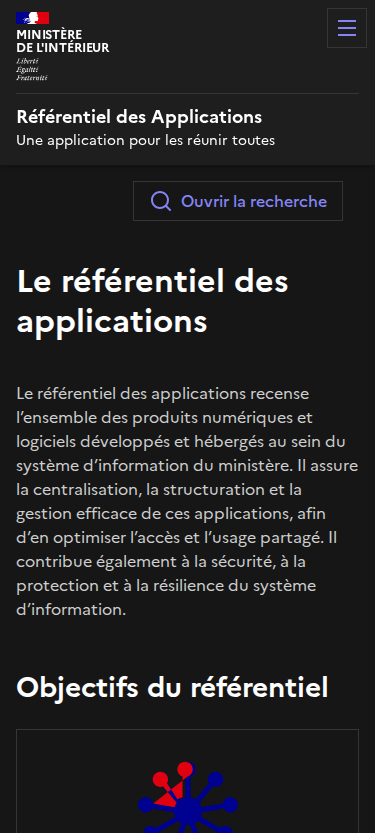 MINISTÈRE
DE L'INTÉRIEUR
Liberté
Égalité
Fraternité
Référentiel des Applications
Une application pour les réunir toutes
Ouvrir la recherche
Le référentiel des
applications
Le référentiel des applications recense
l’ensemble des produits numériques et
logiciels développés et hébergés au sein du
système d’information du ministère. Il assure
la centralisation, la structuration et la
gestion efficace de ces applications, afin
d’en optimiser l’accès et l’usage partagé. Il
contribue également à la sécurité, à la
protection et à la résilience du système
d’information.
Objectifs du référentiel